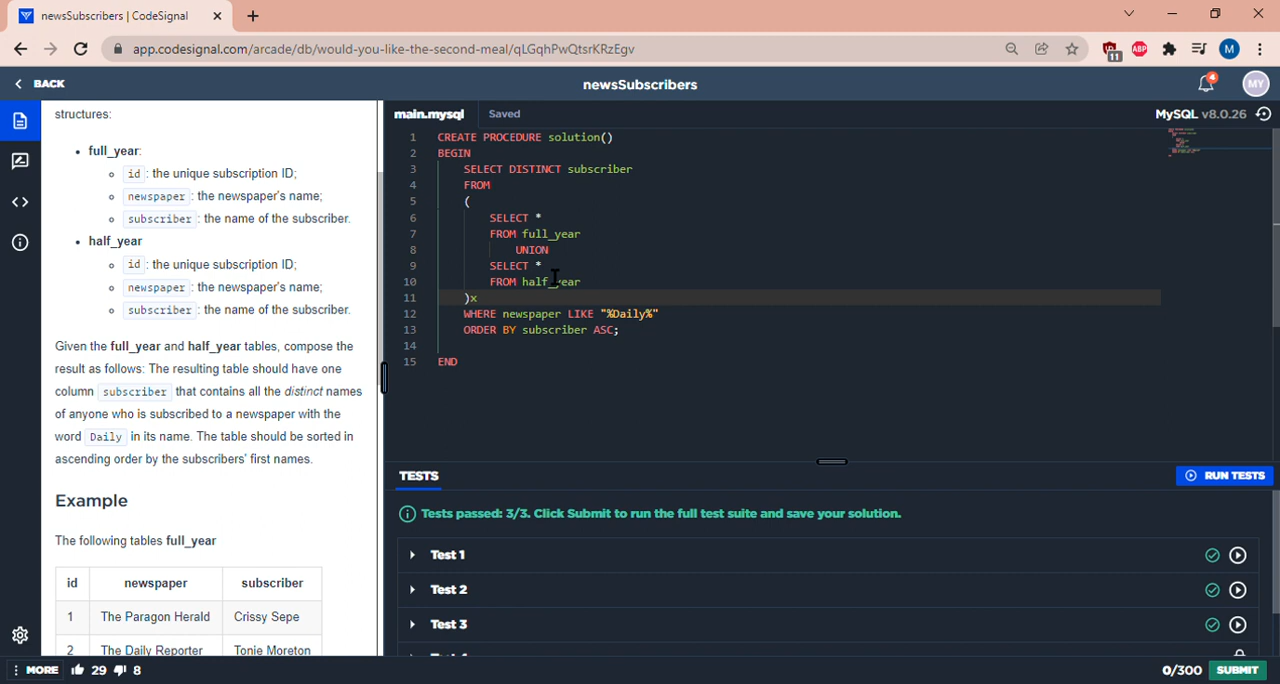 newsSubscribers | CodeSignal
app.codesignal.com/arcade/db/would-you-like-the-second-meal/qLGqhPwQtsrKRzEgv
11
ABP
M
BACK
newsSubscribers
4
MY
structures:
• full_year:
id : the unique subscription ID;
newspaper : the newspaper's name;
subscriber : the name of the subscriber.
• half_year
id : the unique subscription ID;
newspaper : the newspaper's name;
subscriber : the name of the subscriber.
Given the full_year and half_year tables, compose the
result as follows: The resulting table should have one
column subscriber that contains all the distinct names
of anyone who is subscribed to a newspaper with the
word Daily in its name. The table should be sorted in
ascending order by the subscribers' first names.
Example
The following tables full_year
id newspaper subscriber
1 The Paragon Herald Crissy Sepe
2 The Daily Reporter Tonie Moreton
main.mysql Saved MySQL v8.0.26
1 CREATE PROCEDURE solution()
2 BEGIN
3 SELECT DISTINCT subscriber
4 FROM
5 (
6 SELECT *
7 FROM full_year
8 UNION
9 SELECT *
10 FROM half_year
11 )x
12 WHERE newspaper LIKE "%Daily%"
13 ORDER BY subscriber ASC;
14
15 END
TESTS
RUN TESTS
Tests passed: 3/3. Click Submit to run the full test suite and save your solution.
Test 1
Test 2
Test 3
MORE 29 8
0/300 SUBMIT